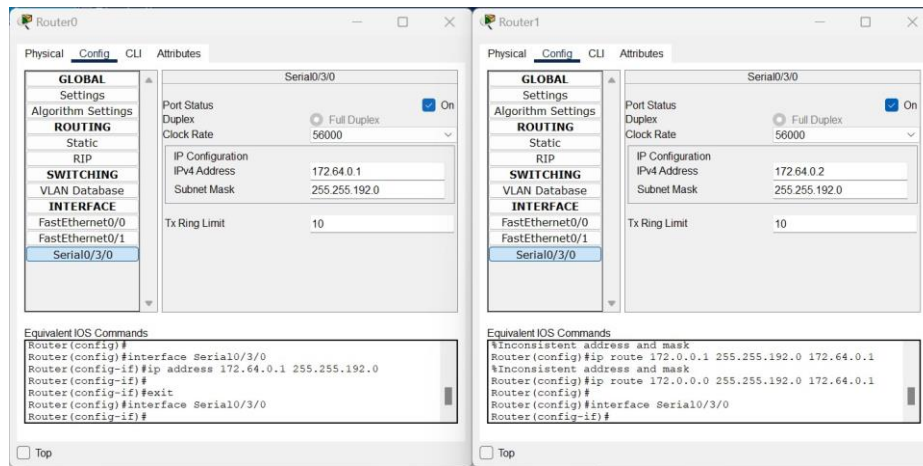 Router0
Physical Config CLI Attributes
GLOBAL
Settings
Algorithm Settings
ROUTING
Static
RIP
SWITCHING
VLAN Database
INTERFACE
FastEthernet0/0
FastEthernet0/1
Serial0/3/0
Serial0/3/0
Port Status On
Duplex Full Duplex
Clock Rate 56000
IP Configuration
IPv4 Address 172.64.0.1
Subnet Mask 255.255.192.0
Tx Ring Limit 10
Equivalent IOS Commands
Router(config)#
Router(config)#interface Serial0/3/0
Router(config-if)#ip address 172.64.0.1 255.255.192.0
Router(config-if)#
Router(config-if)#exit
Router(config)#interface Serial0/3/0
Router(config-if)#
Top
Router1
Physical Config CLI Attributes
GLOBAL
Settings
Algorithm Settings
ROUTING
Static
RIP
SWITCHING
VLAN Database
INTERFACE
FastEthernet0/0
FastEthernet0/1
Serial0/3/0
Serial0/3/0
Port Status On
Duplex Full Duplex
Clock Rate 56000
IP Configuration
IPv4 Address 172.64.0.2
Subnet Mask 255.255.192.0
Tx Ring Limit 10
Equivalent IOS Commands
%Inconsistent address and mask
Router(config)#ip route 172.0.0.1 255.255.192.0 172.64.0.1
%Inconsistent address and mask
Router(config)#ip route 172.0.0.0 255.255.192.0 172.64.0.1
Router(config)#
Router(config)#interface Serial0/3/0
Router(config-if)#
Top